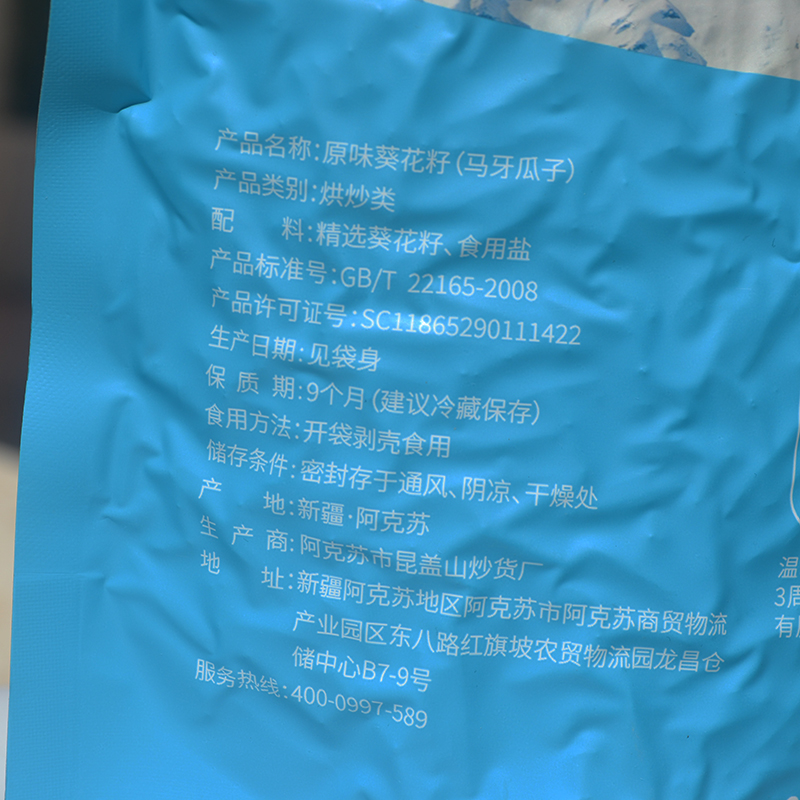 产品名称：原味葵花籽（马牙瓜子）
产品类别：烘炒类
配　　料：精选葵花籽、食用盐
产品标准号：GB/T 22165-2008
产品许可证号：SC11865290111422
生产日期：见袋身
保 质 期：9个月（建议冷藏保存）
食用方法：开袋剥壳食用
储存条件：密封存于通风、阴凉、干燥处
产　　地：新疆·阿克苏
生 产 商：阿克苏市昆盖山炒货厂
地　　址：新疆阿克苏地区阿克苏市阿克苏商贸物流
产业园区东八路红旗坡农贸物流园龙昌仓
储中心B7-9号
服务热线：400-0997-589
温
3周
有